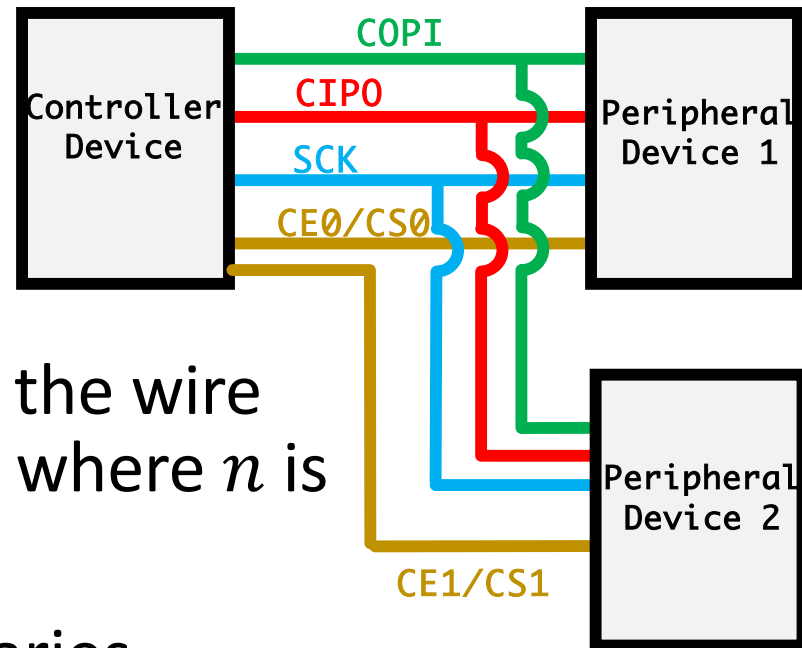 COPI
Controller
Device
CIPO
Peripheral
Device 1
SCK
CE0/CS0
the wire
where n is
Peripheral
Device 2
CE1/CS1